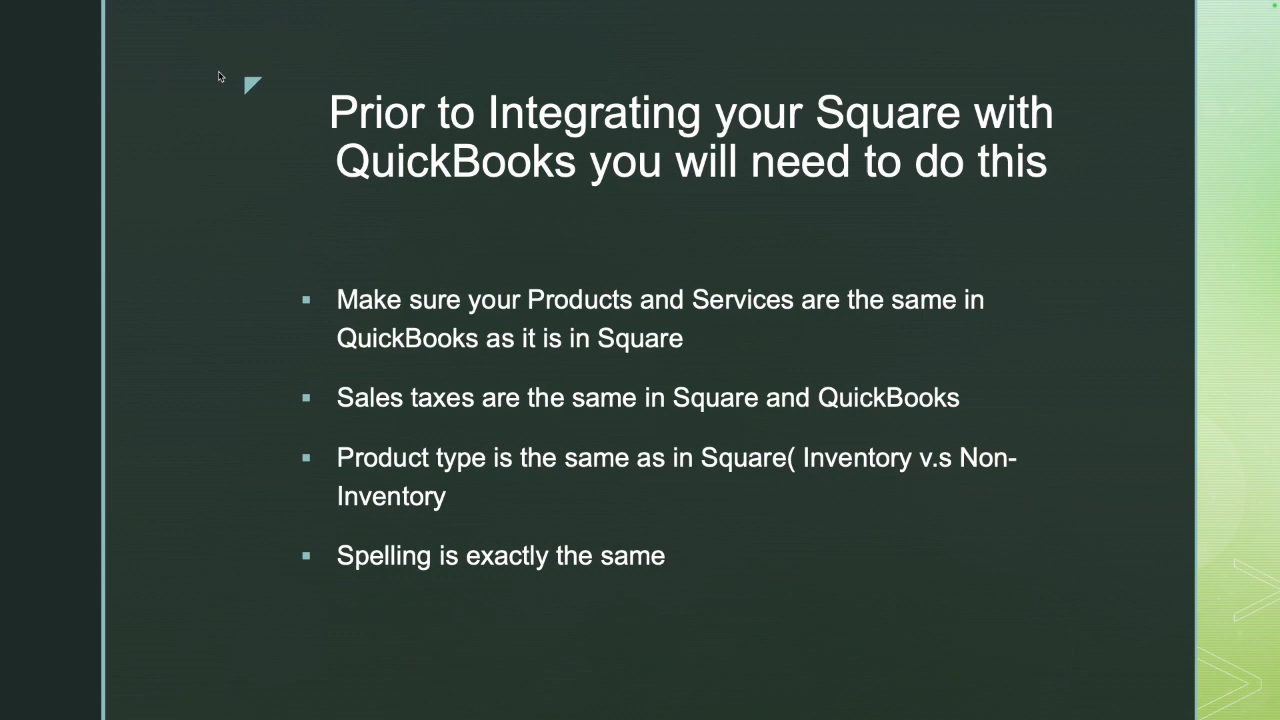 Prior to Integrating your Square with
QuickBooks you will need to do this
Make sure your Products and Services are the same in
QuickBooks as it is in Square
Sales taxes are the same in Square and QuickBooks
Product type is the same as in Square( Inventory v.s Non-
Inventory
Spelling is exactly the same